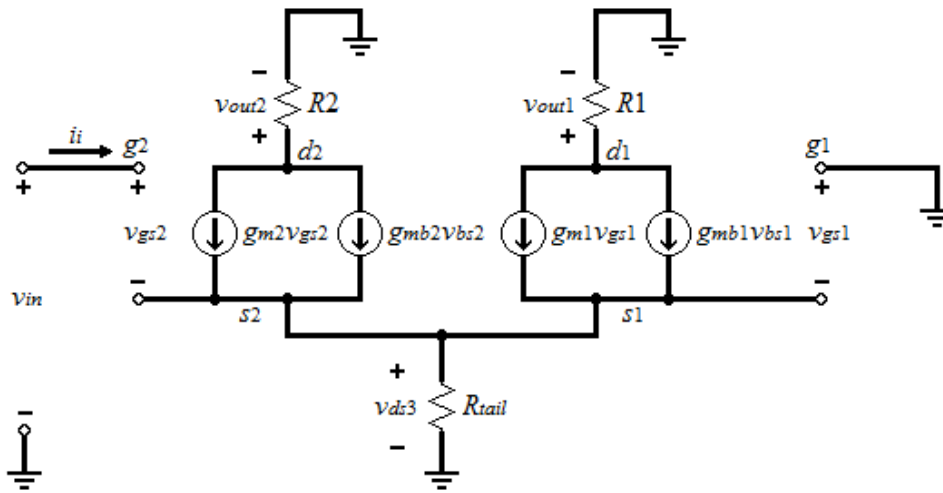 − −
vout2 R2 vout1 R1
ii g2 + d2 + d1 g1
+ + +
vgs2 gm2vgs2 gmb2vbs2 gm1vgs1 gmb1vbs1 vgs1
− −
vin s2 s1
+
vds3 Rtail
− −